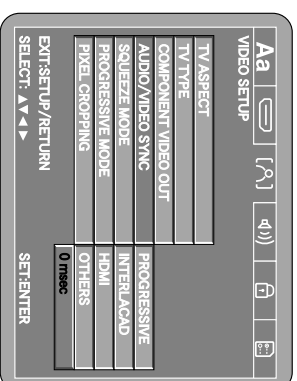 Aa
VIDEO SETUP
TV ASPECT
TV TYPE
COMPONENT VIDEO OUT PROGRESSIVE
AUDIO/VIDEO SYNC INTERLACAD
SQUEEZE MODE HDMI
PROGRESSIVE MODE OTHERS
PIXEL CROPPING 0 msec
EXIT:SETUP/RETURN SET:ENTER
SELECT: ▲▼◄►